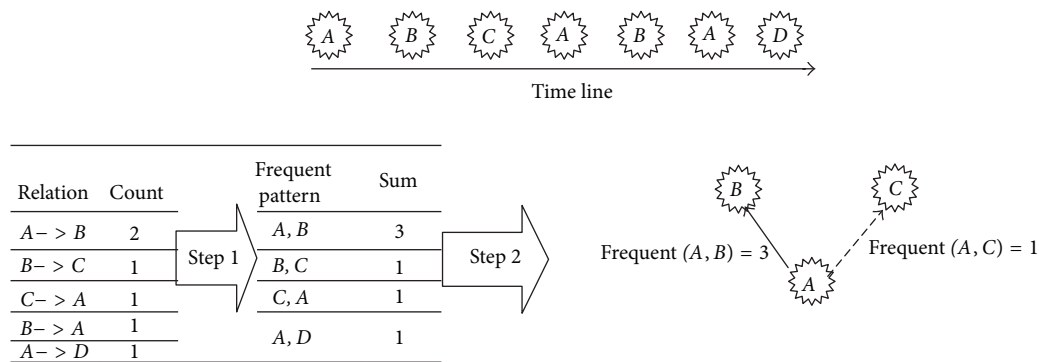 A B C A B A D
Time line
Relation Count
A− > B 2
B− > C 1
C− > A 1
B− > A 1
A− > D 1
Step 1
Frequent pattern Sum
A, B 3
B, C 1
C, A 1
A, D 1
Step 2
B
C
Frequent (A, B) = 3
Frequent (A, C) = 1
A